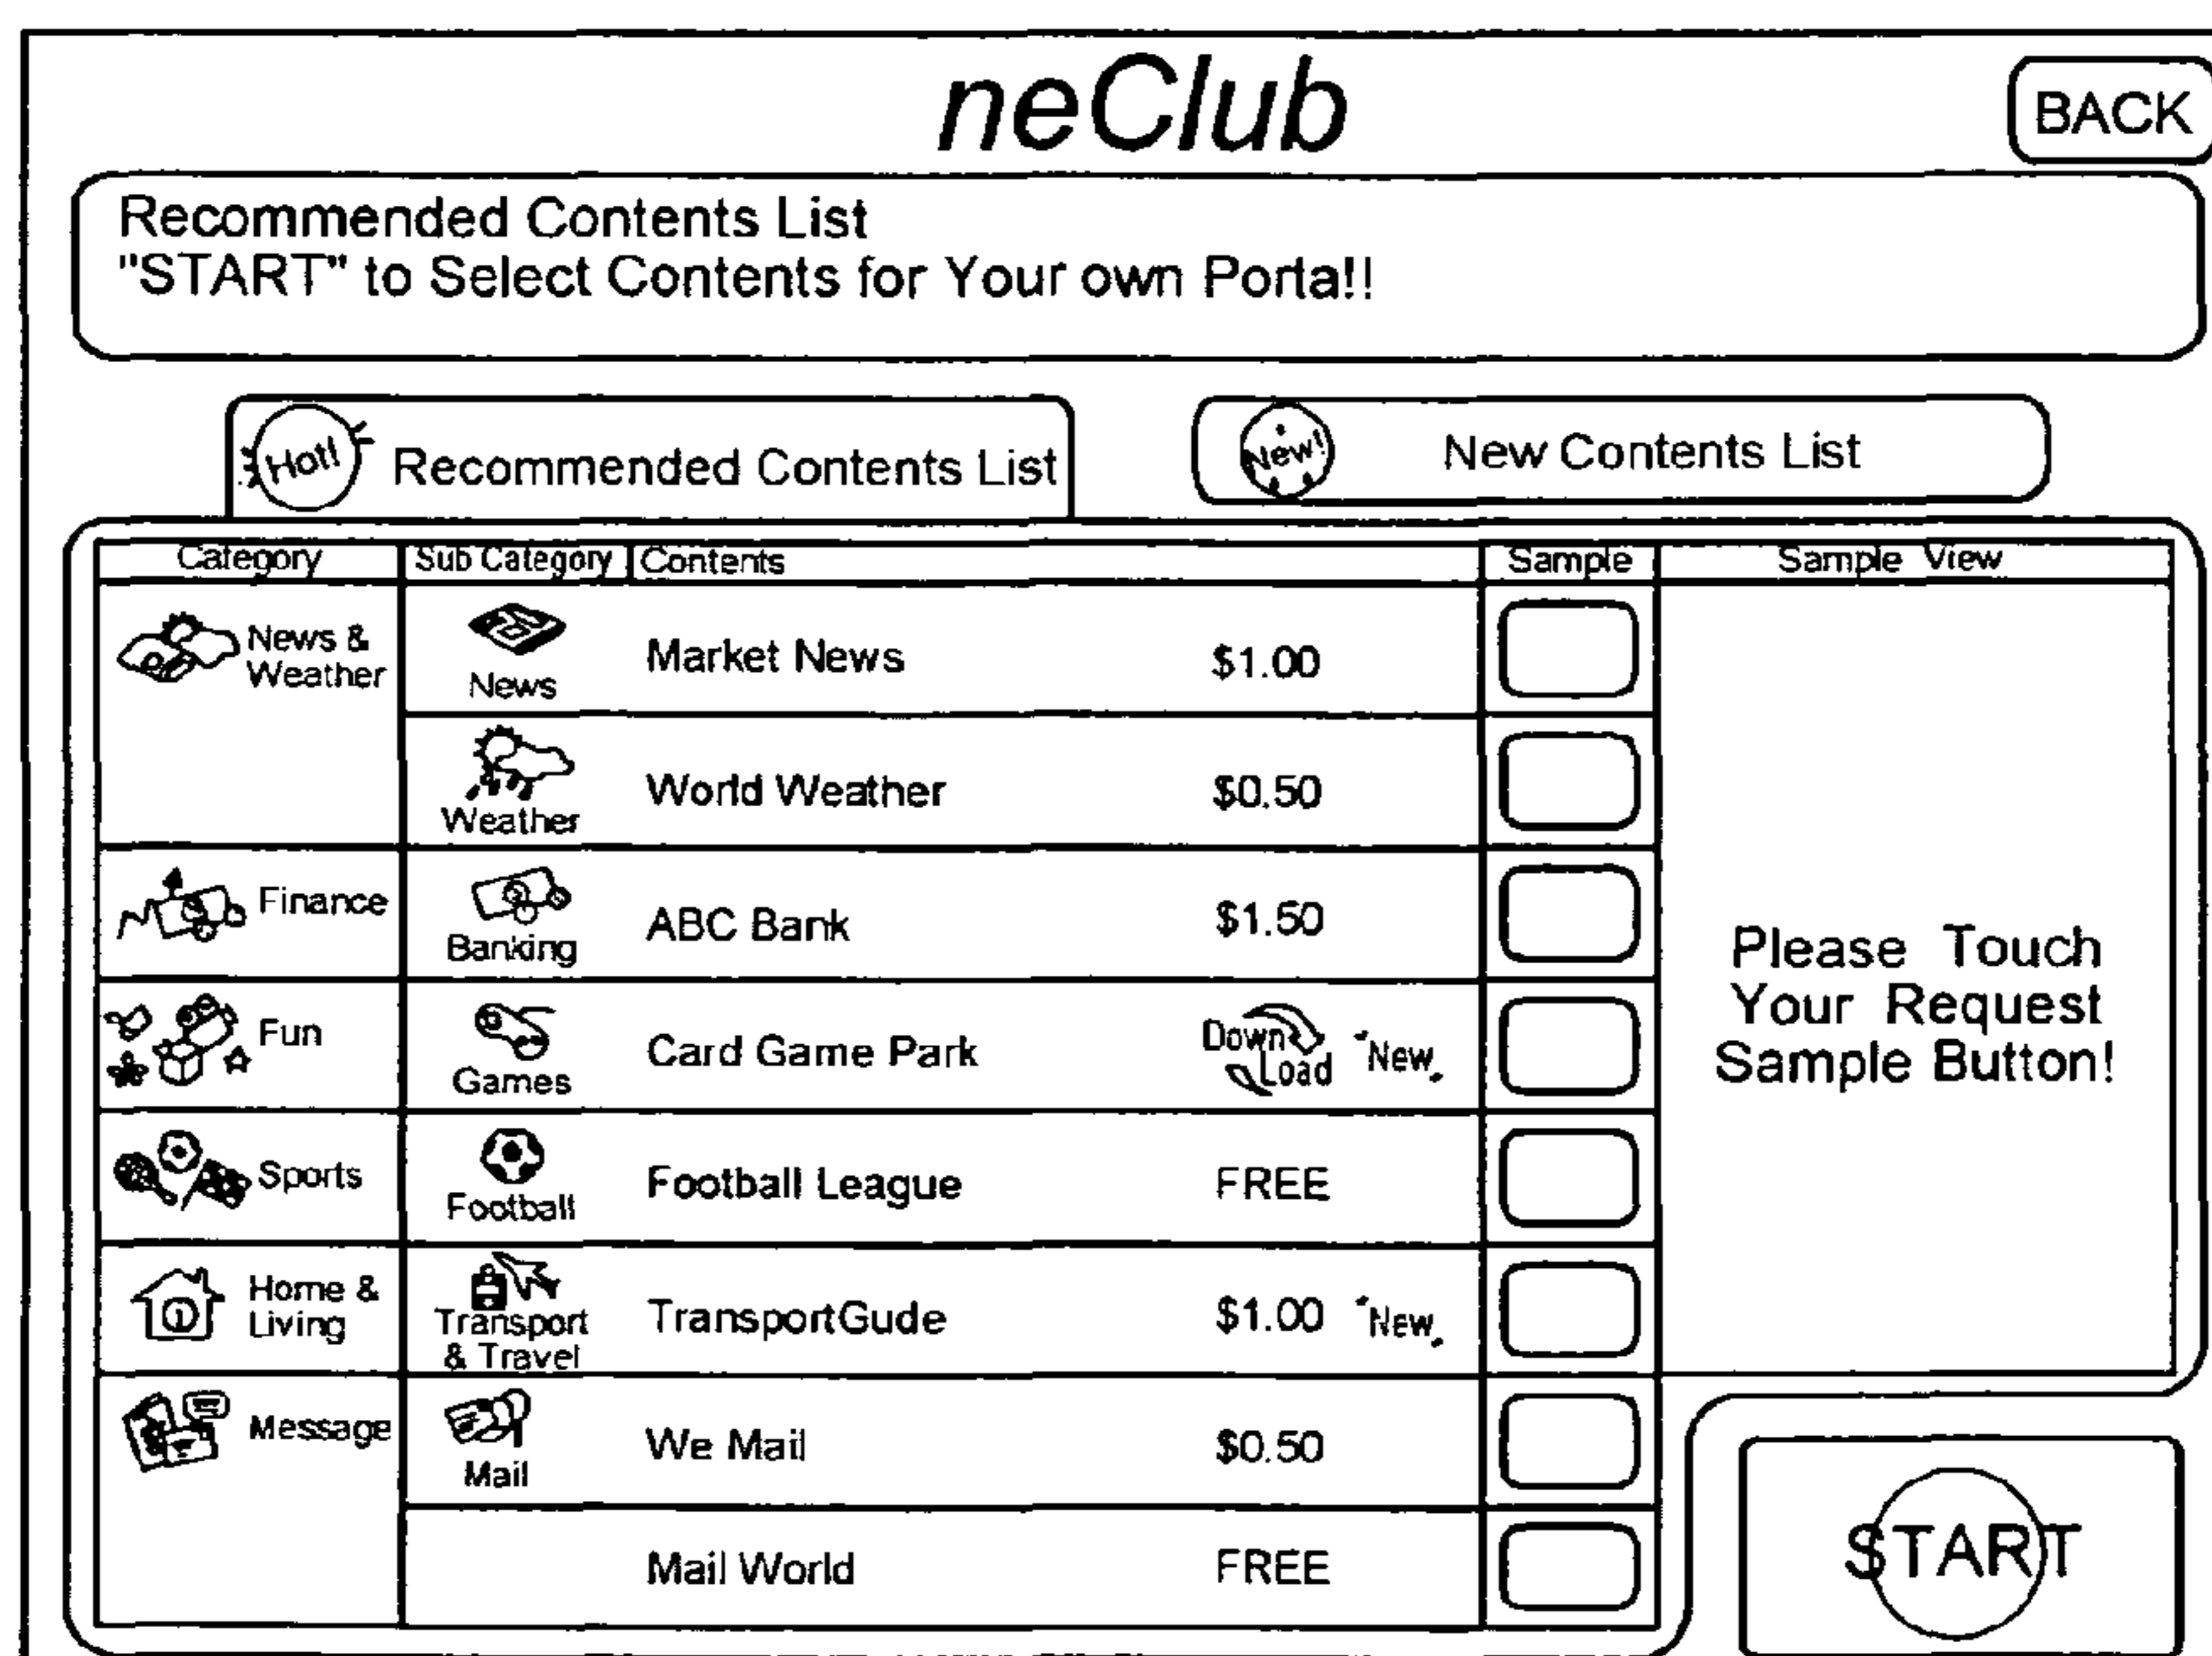 neClub
BACK
Recommended Contents List
"START" to Select Contents for Your own Porta!!
Hot! Recommended Contents List
New! New Contents List
Category Sub Category Contents Sample Sample View
News & Weather News Market News $1.00
Weather World Weather $0.50
Finance Banking ABC Bank $1.50
Fun Games Card Game Park Down Load New
Sports Football Football League FREE
Home & Living Transport & Travel TransportGude $1.00 New
Message Mail We Mail $0.50
Mail World FREE
Please Touch
Your Request
Sample Button!
START